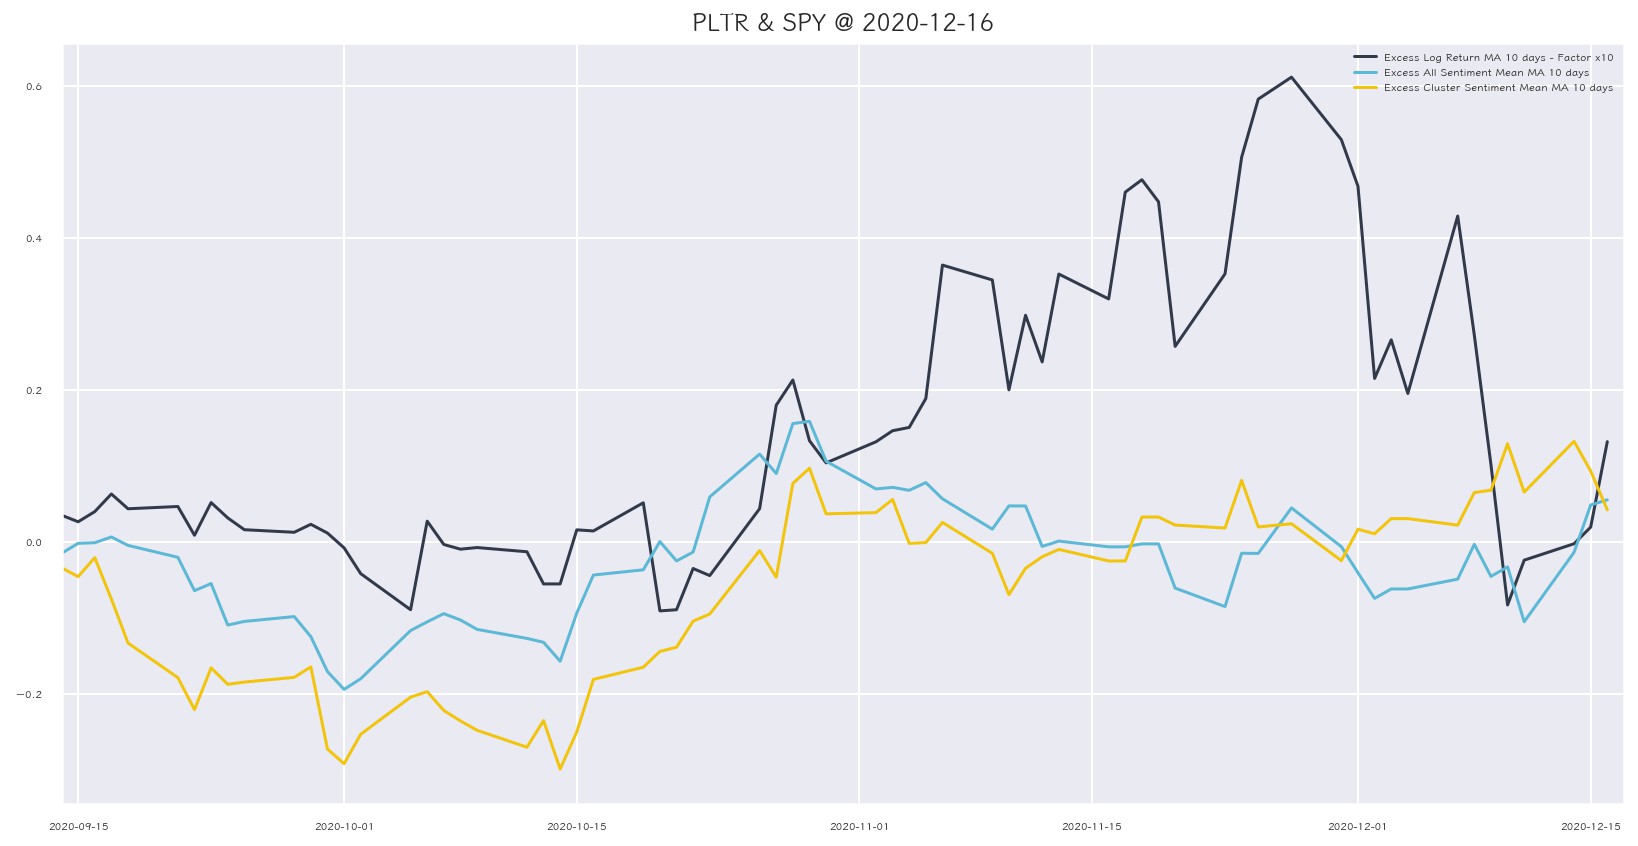 PLTR & SPY @ 2020-12-16
Excess Log Return MA 10 days - Factor x10
Excess All Sentiment Mean MA 10 days
Excess Cluster Sentiment Mean MA 10 days
0.6
0.4
0.2
0.0
−0.2
2020-09-15 2020-10-01 2020-10-15 2020-11-01 2020-11-15 2020-12-01 2020-12-15